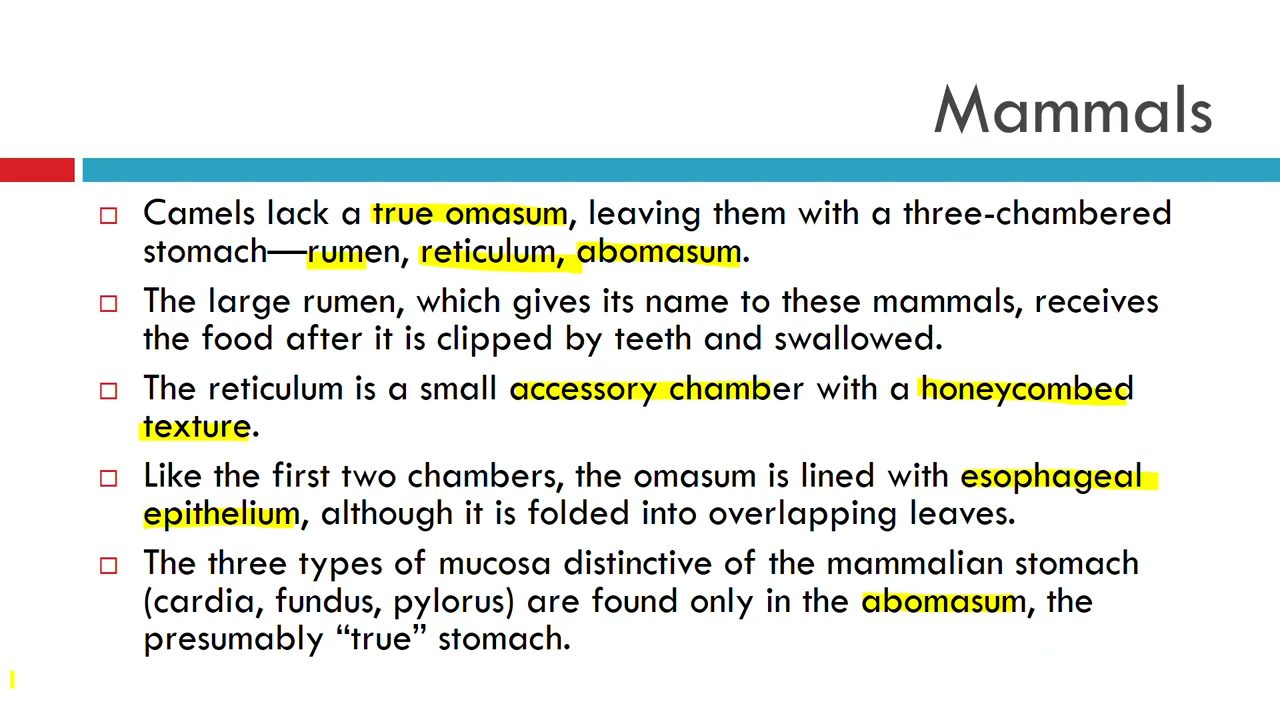 Mammals
Camels lack a true omasum, leaving them with a three-chambered
stomach—rumen, reticulum, abomasum.
The large rumen, which gives its name to these mammals, receives
the food after it is clipped by teeth and swallowed.
The reticulum is a small accessory chamber with a honeycombed
texture.
Like the first two chambers, the omasum is lined with esophageal
epithelium, although it is folded into overlapping leaves.
The three types of mucosa distinctive of the mammalian stomach
(cardia, fundus, pylorus) are found only in the abomasum, the
presumably “true” stomach.